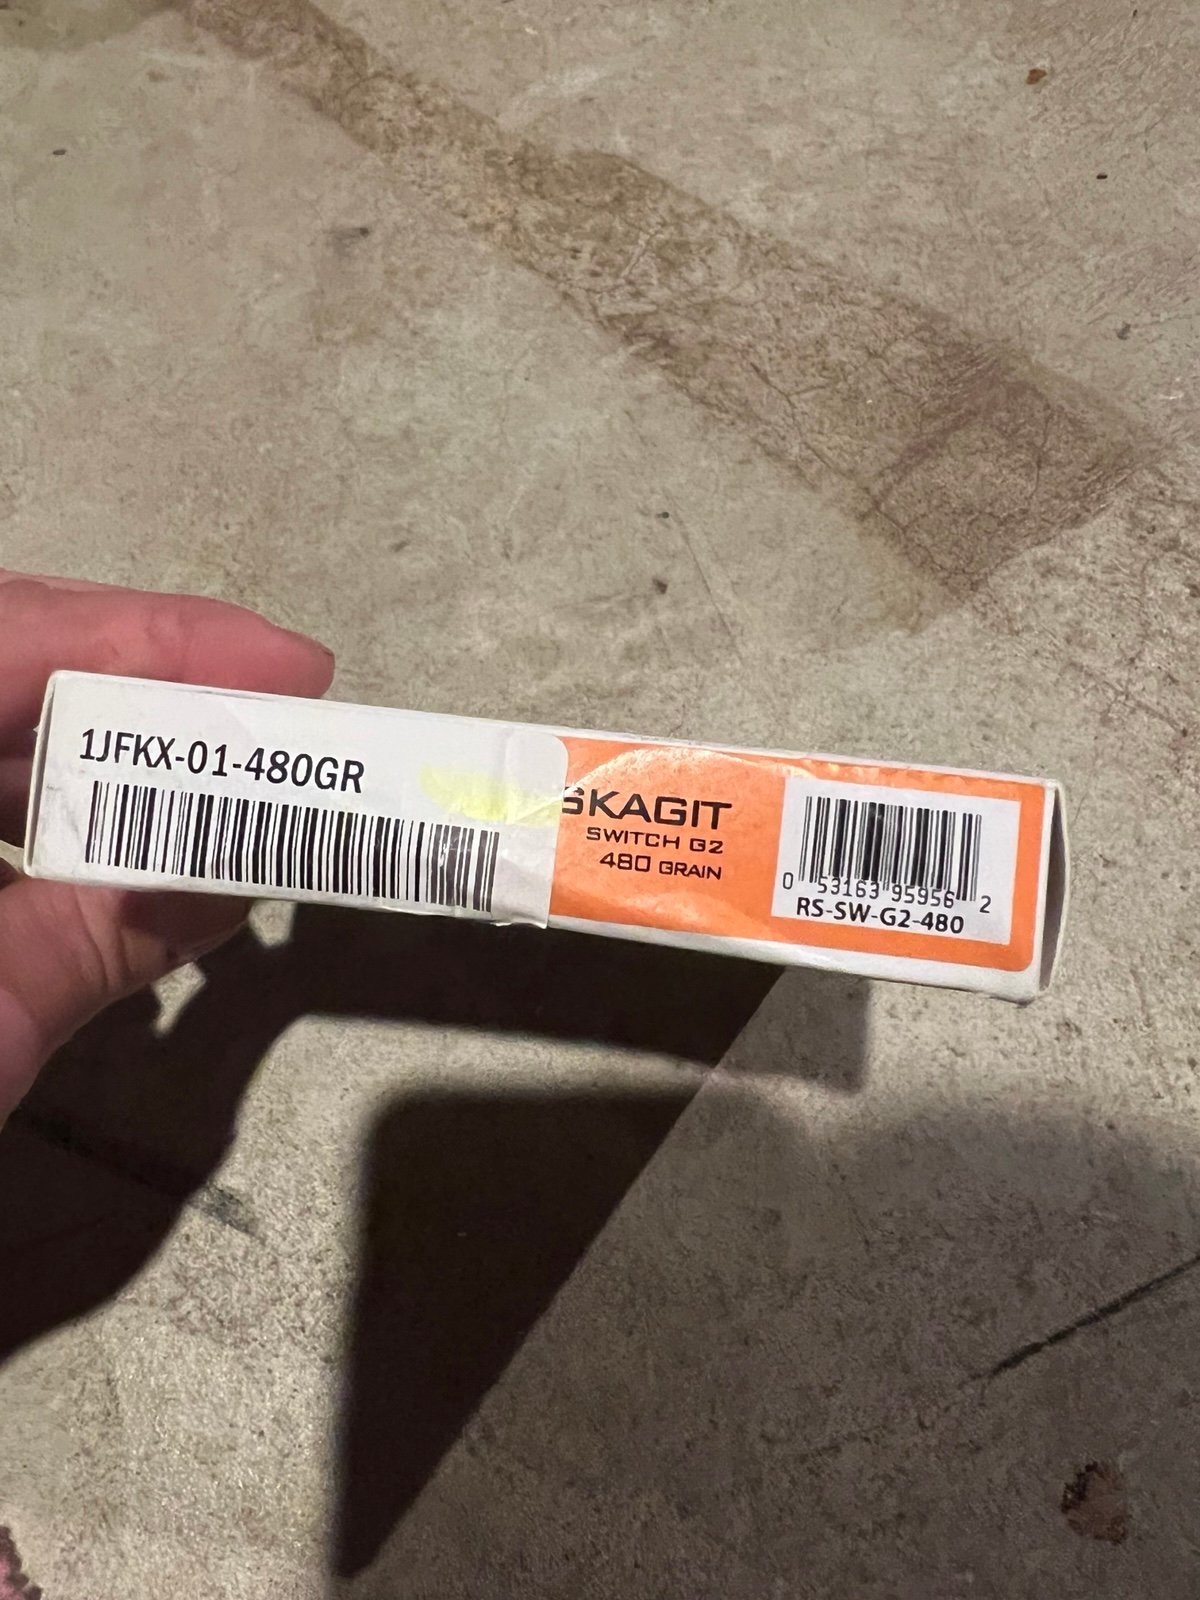 1JFKX-01-480GR
SKAGIT
SWITCH G2
480 GRAIN
0 53163 95956 2
RS-SW-G2-480